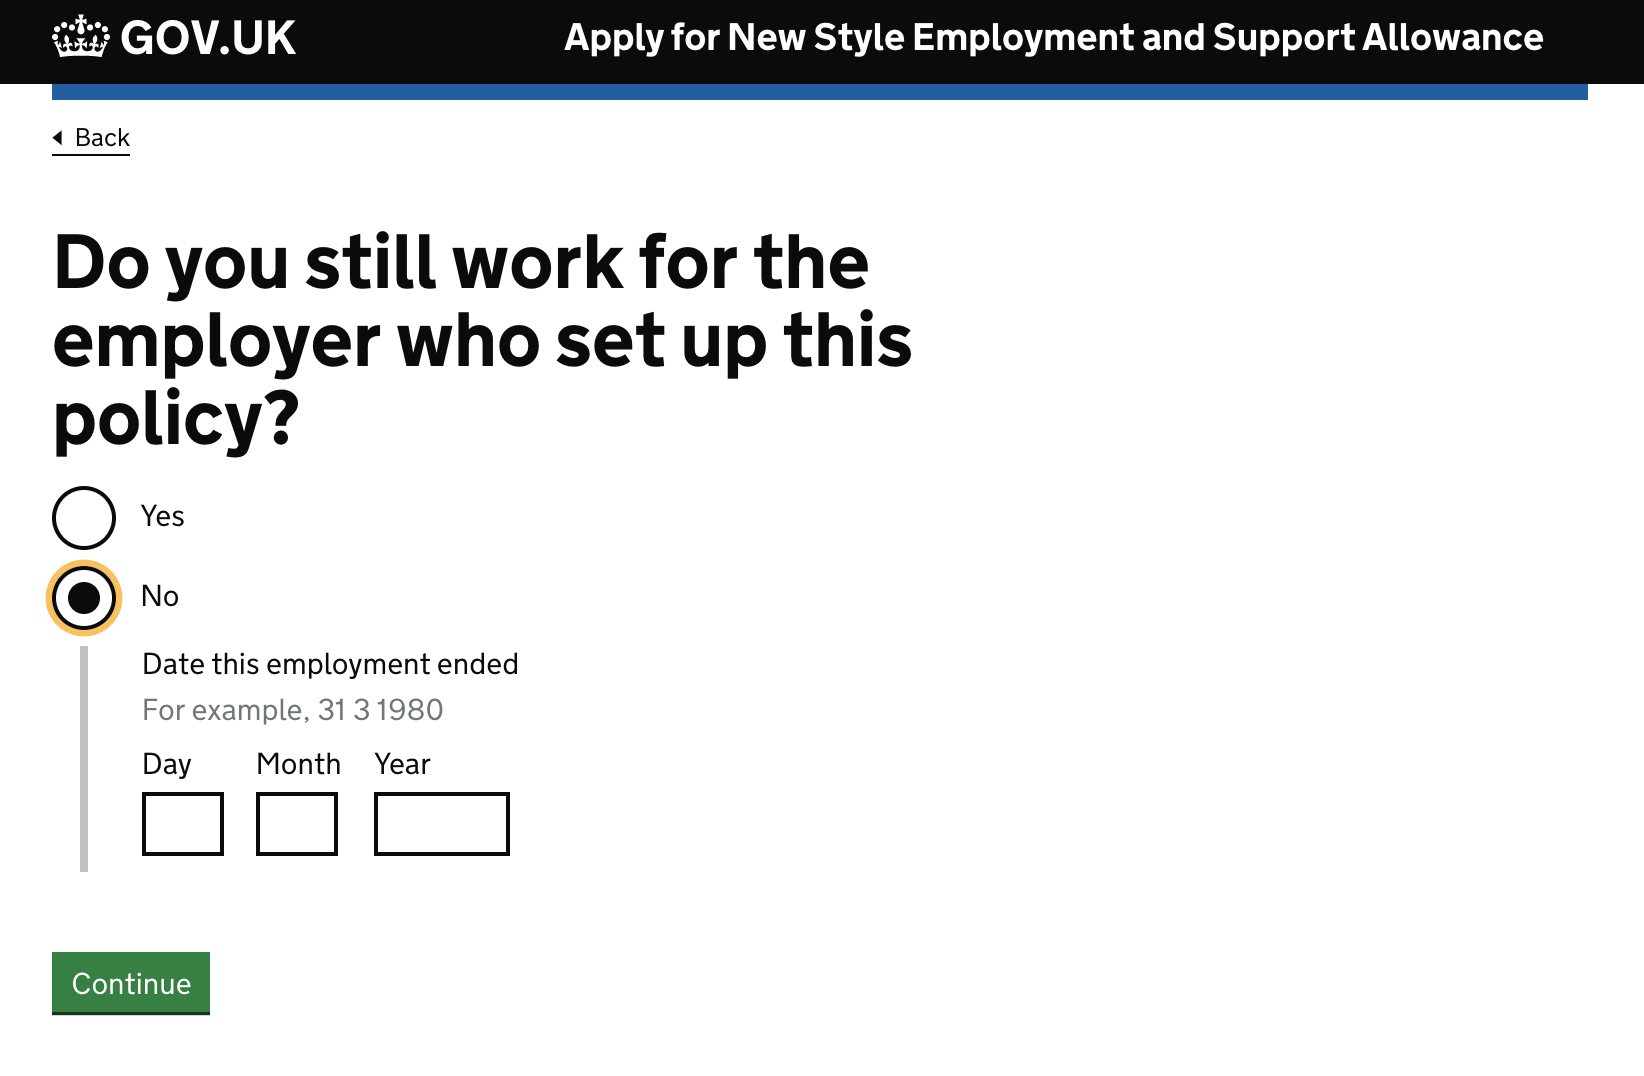 GOV.UK
Apply for New Style Employment and Support Allowance
Back
Do you still work for the
employer who set up this
policy?
Yes
No
Date this employment ended
For example, 31 3 1980
Day Month Year
Continue